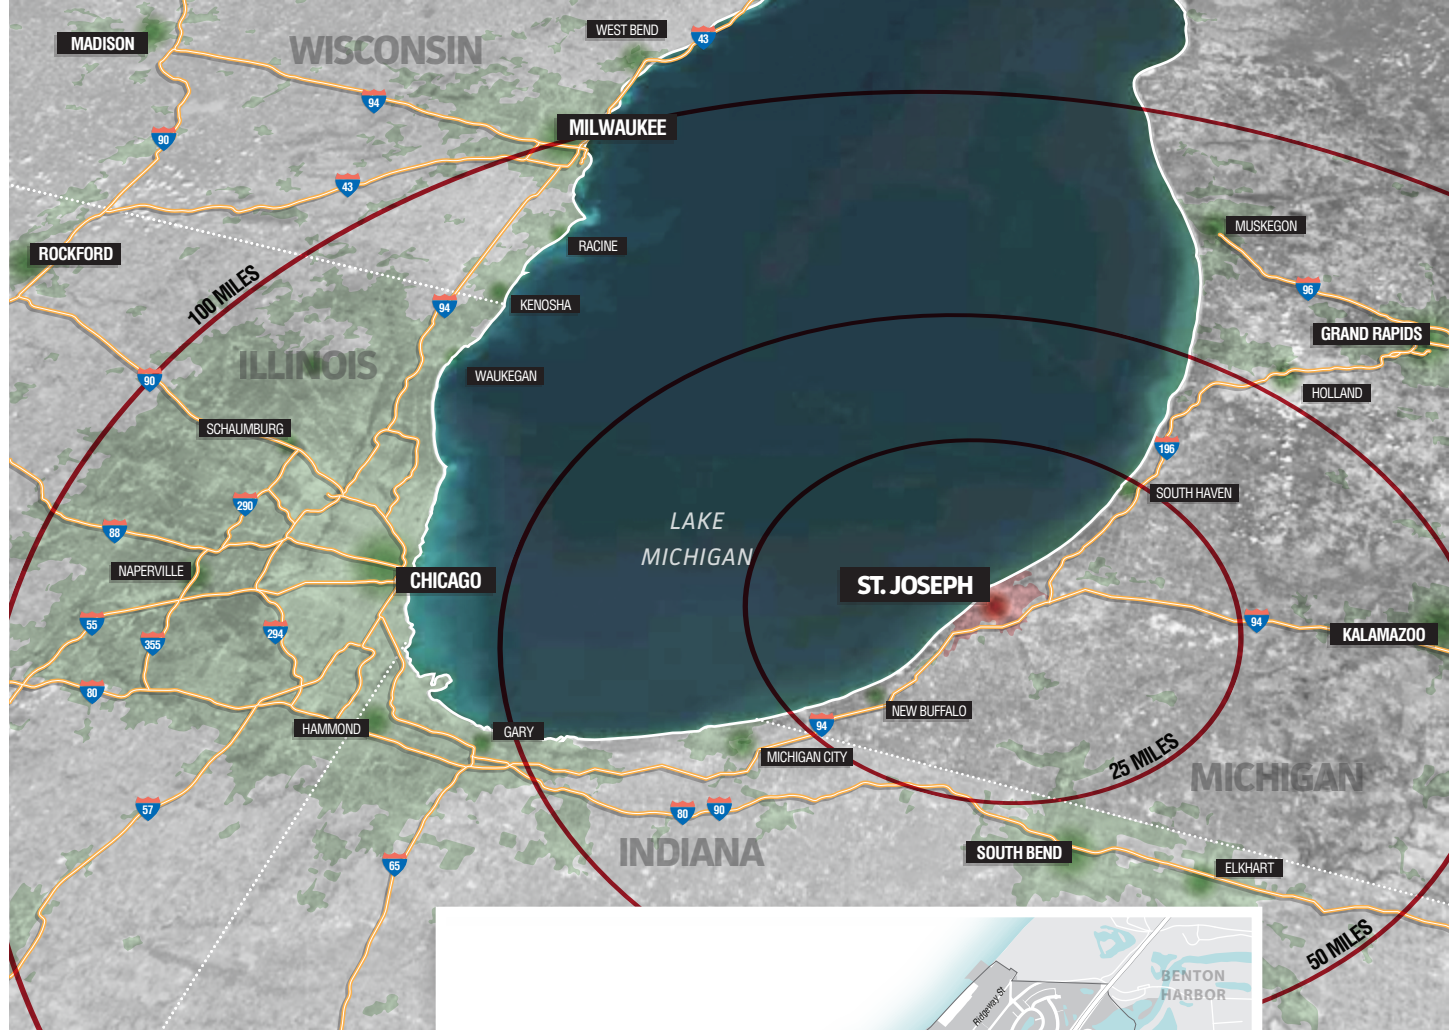 WEST BEND
43
MADISON
WISCONSIN
94
MILWAUKEE
90
43
MUSKEGON
RACINE
ROCKFORD
100 MILES
96
KENOSHA
94
GRAND RAPIDS
ILLINOIS
WAUKEGAN
90
HOLLAND
SCHAUMBURG
196
SOUTH HAVEN
290
LAKE
MICHIGAN
88
NAPERVILLE
CHICAGO
ST. JOSEPH
55
294
94
KALAMAZOO
355
80
NEW BUFFALO
HAMMOND
GARY
94
MICHIGAN CITY
25 MILES
MICHIGAN
57
80
90
INDIANA
SOUTH BEND
65
ELKHART
50 MILES
BENTON
HARBOR
Ridgeway St